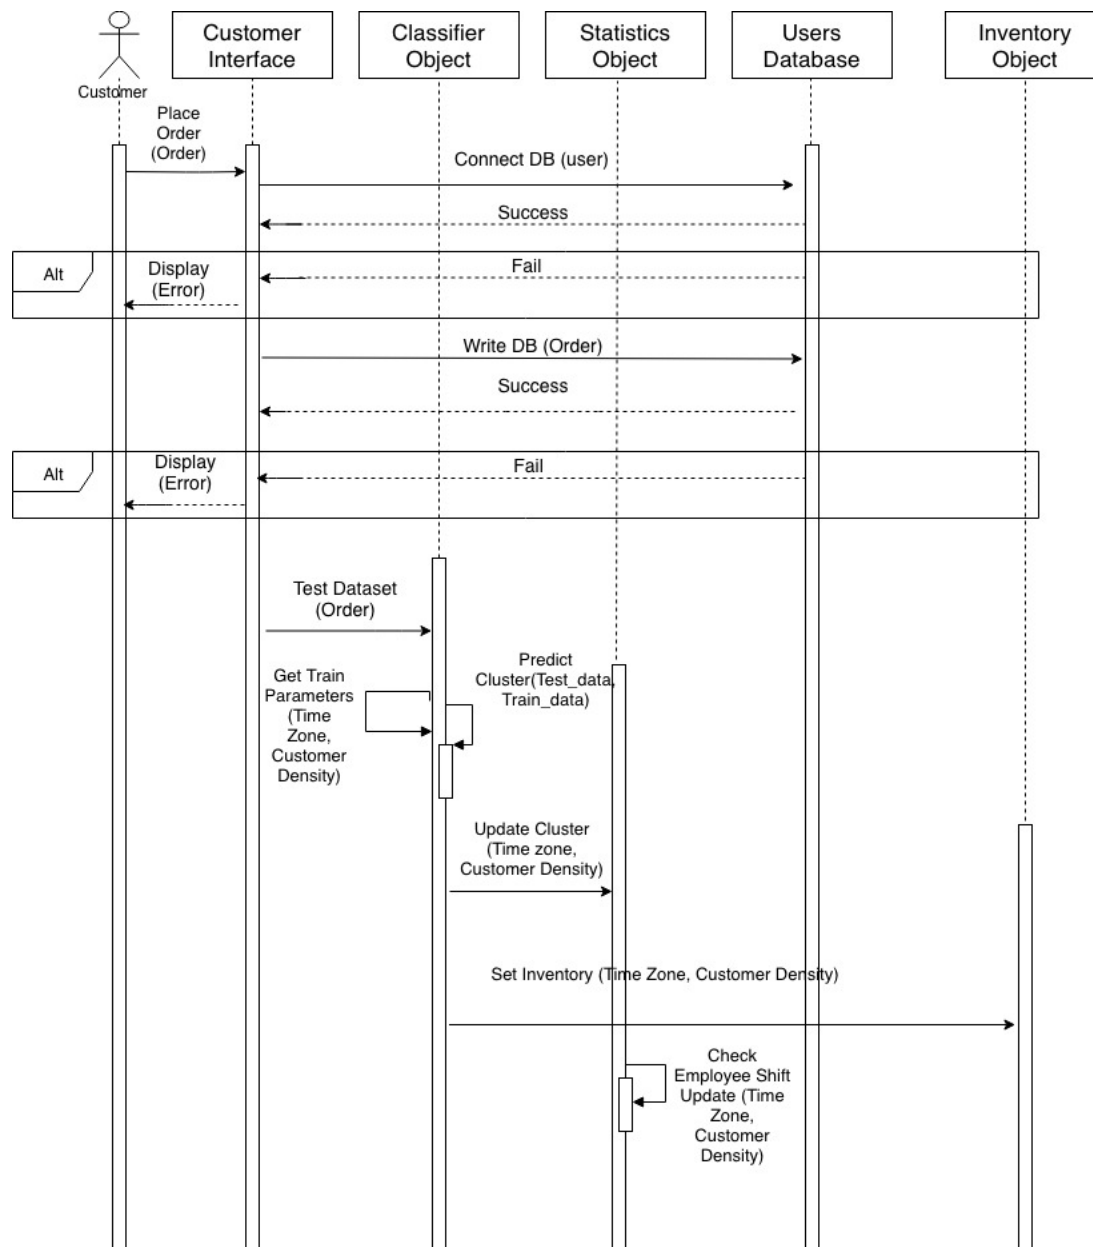 Customer
Customer
Interface
Classifier
Object
Statistics
Object
Users
Database
Inventory
Object
Place
Order
(Order)
Connect DB (user)
Success
Alt
Display
(Error)
Fail
Write DB (Order)
Success
Alt
Display
(Error)
Fail
Test Dataset
(Order)
Get Train
Parameters
(Time
Zone,
Customer
Density)
Predict
Cluster(Test_data,
Train_data)
Update Cluster
(Time zone,
Customer Density)
Set Inventory (Time Zone, Customer Density)
Check
Employee Shift
Update (Time
Zone,
Customer
Density)